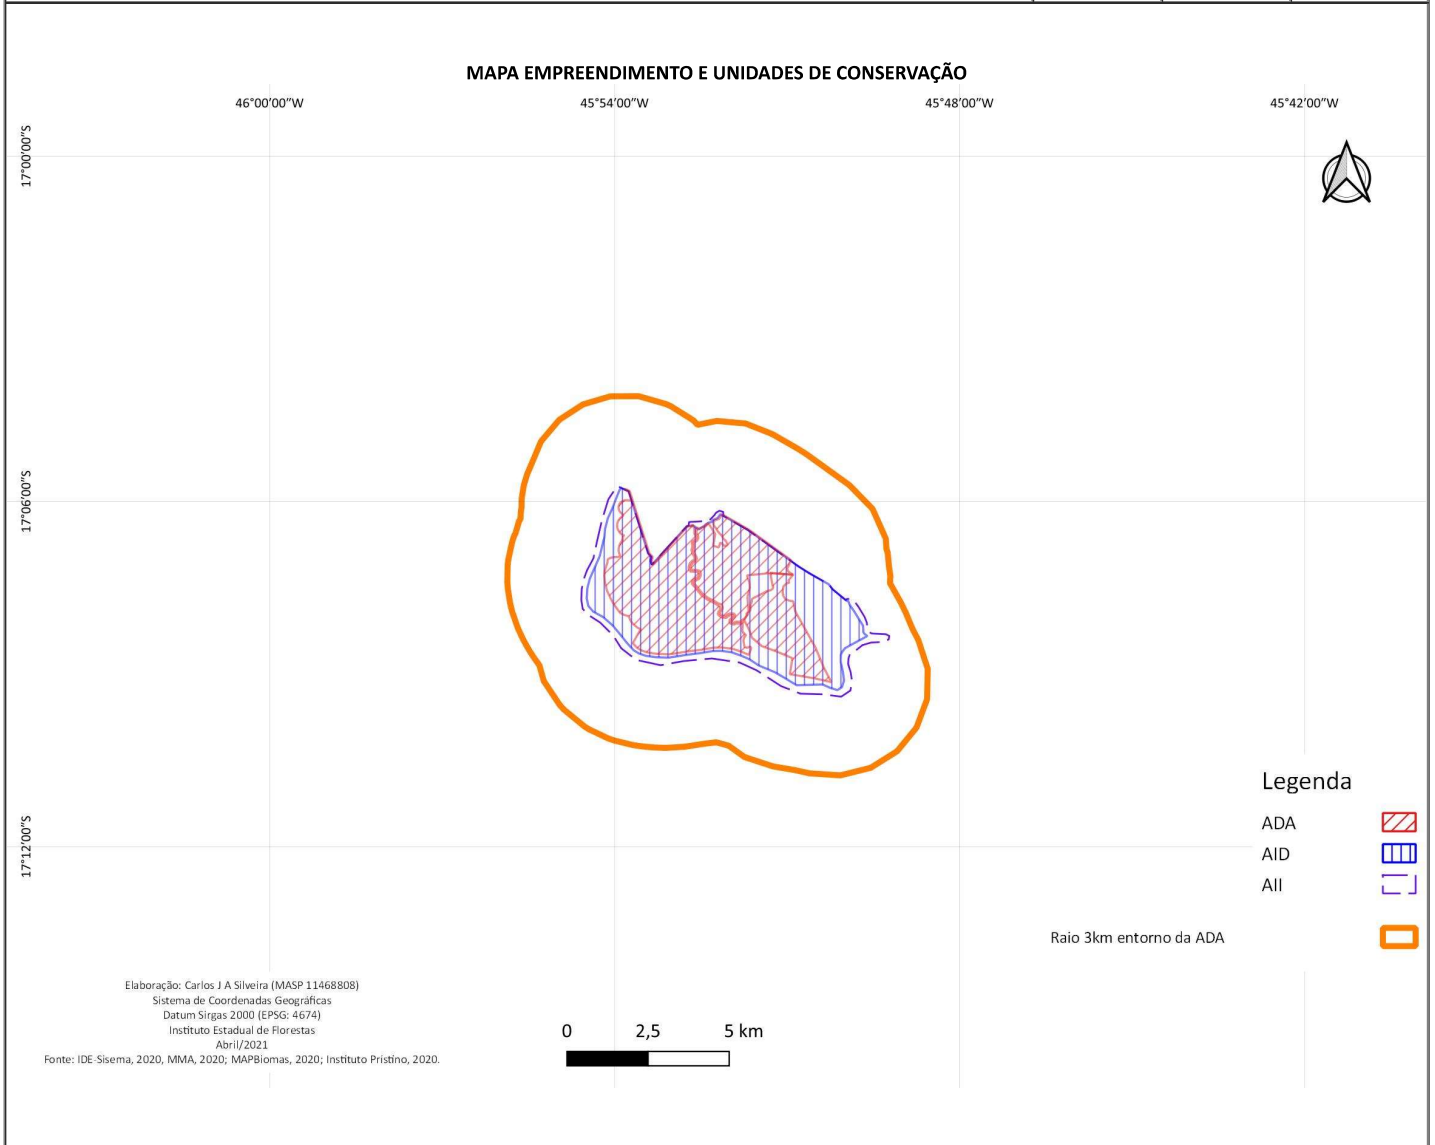 MAPA EMPREENDIMENTO E UNIDADES DE CONSERVAÇÃO
46°00'00"W
45°54'00"W
45°48'00"W
45°42'00"W
17°00'00"S
17°06'00"S
17°12'00"S
Legenda
ADA
AID
AII
Raio 3km entorno da ADA
Elaboração: Carlos J A Silveira (MASP 11468808)
Sistema de Coordenadas Geográficas
Datum Sirgas 2000 (EPSG: 4674)
Instituto Estadual de Florestas
Abril/2021
Fonte: IDE-Sisema, 2020, MMA, 2020; MAPBiomas, 2020; Instituto Prístino, 2020.
0 2,5 5 km